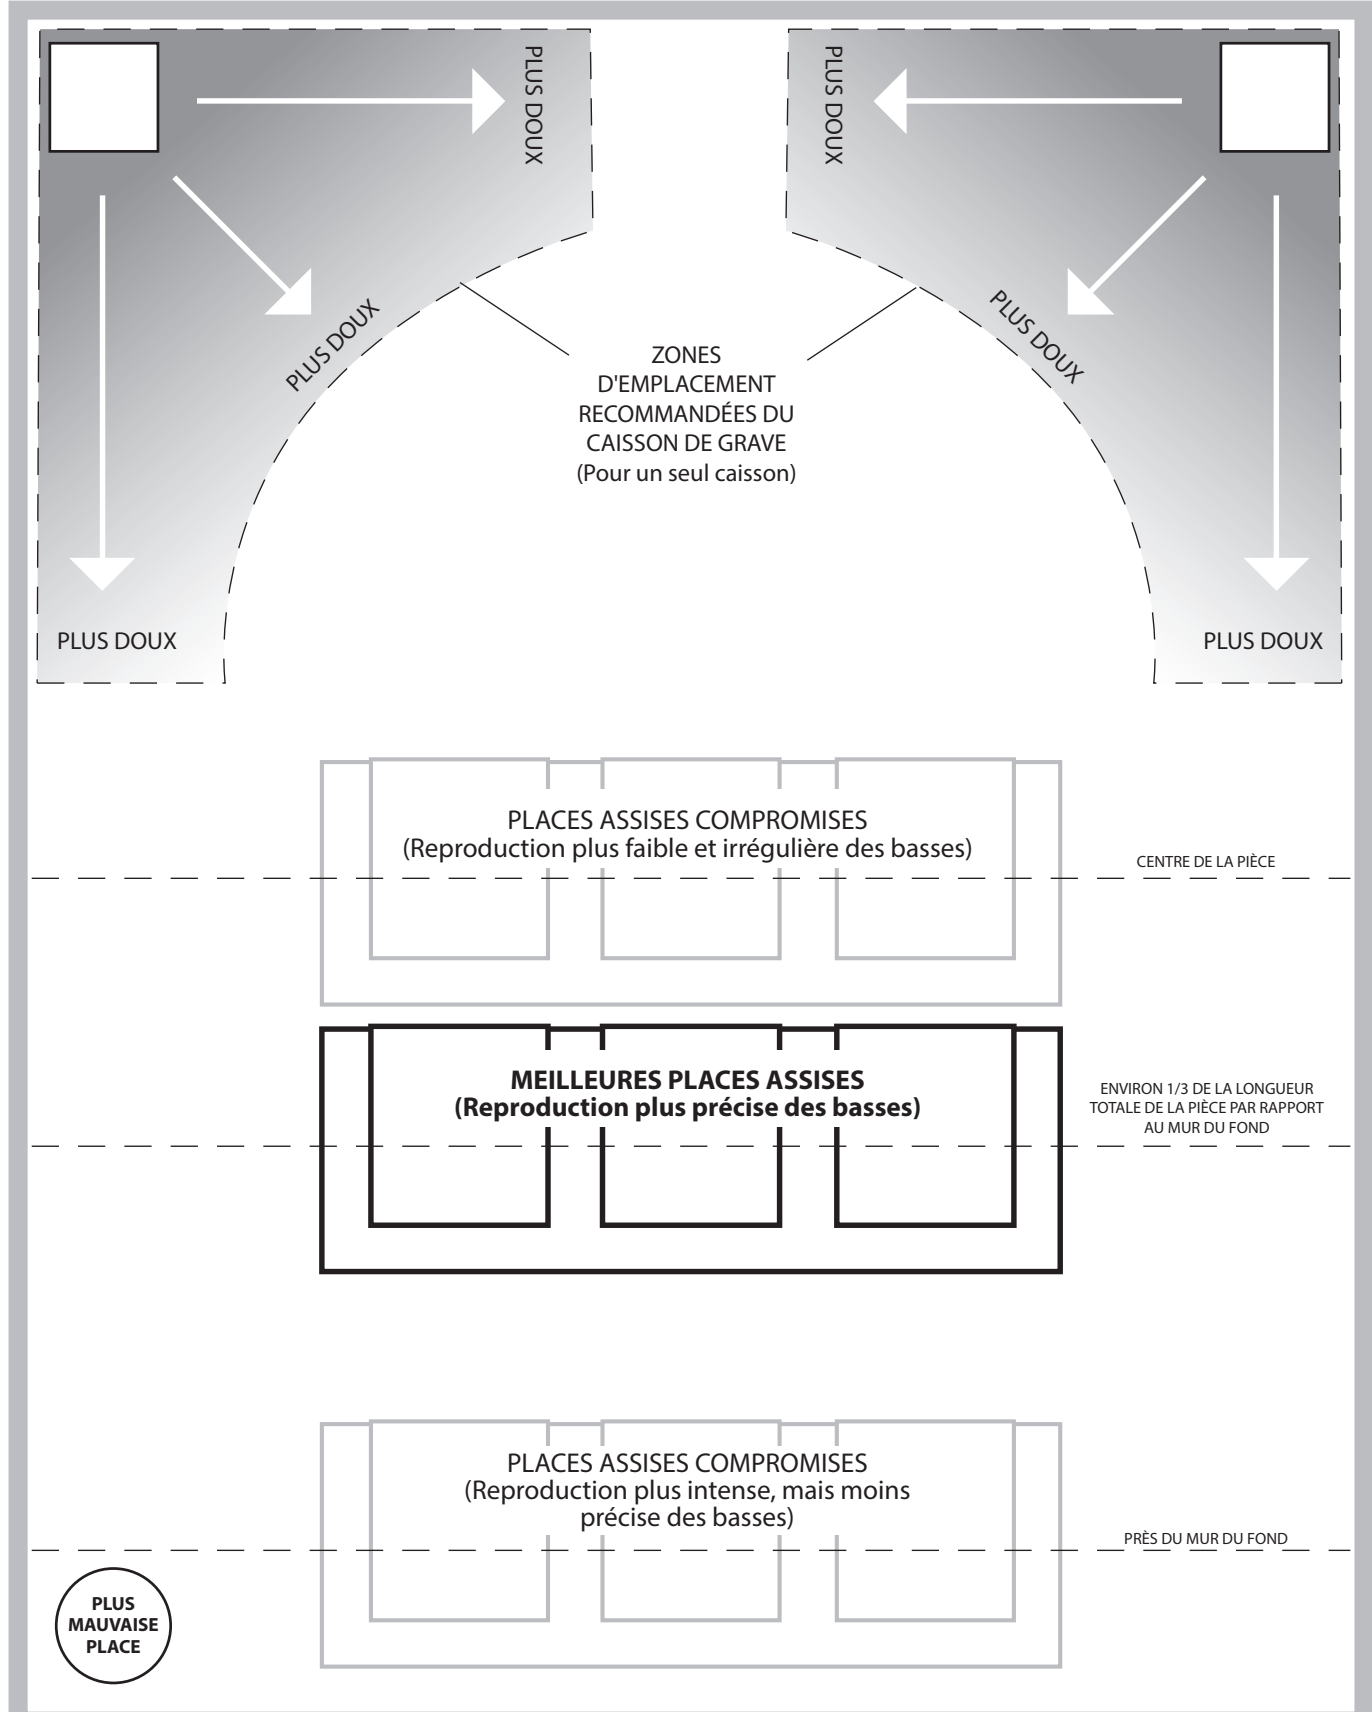 PLUS DOUX
PLUS DOUX
PLUS DOUX
PLUS DOUX
ZONES
D'EMPLACEMENT
RECOMMANDÉES DU
CAISSON DE GRAVE
(Pour un seul caisson)
PLUS DOUX
PLUS DOUX
PLACES ASSISES COMPROMISES
(Reproduction plus faible et irrégulière des basses)
CENTRE DE LA PIÈCE
MEILLEURES PLACES ASSISES
(Reproduction plus précise des basses)
ENVIRON 1/3 DE LA LONGUEUR
TOTALE DE LA PIÈCE PAR RAPPORT
AU MUR DU FOND
PLACES ASSISES COMPROMISES
(Reproduction plus intense, mais moins
précise des basses)
PRÈS DU MUR DU FOND
PLUS
MAUVAISE
PLACE